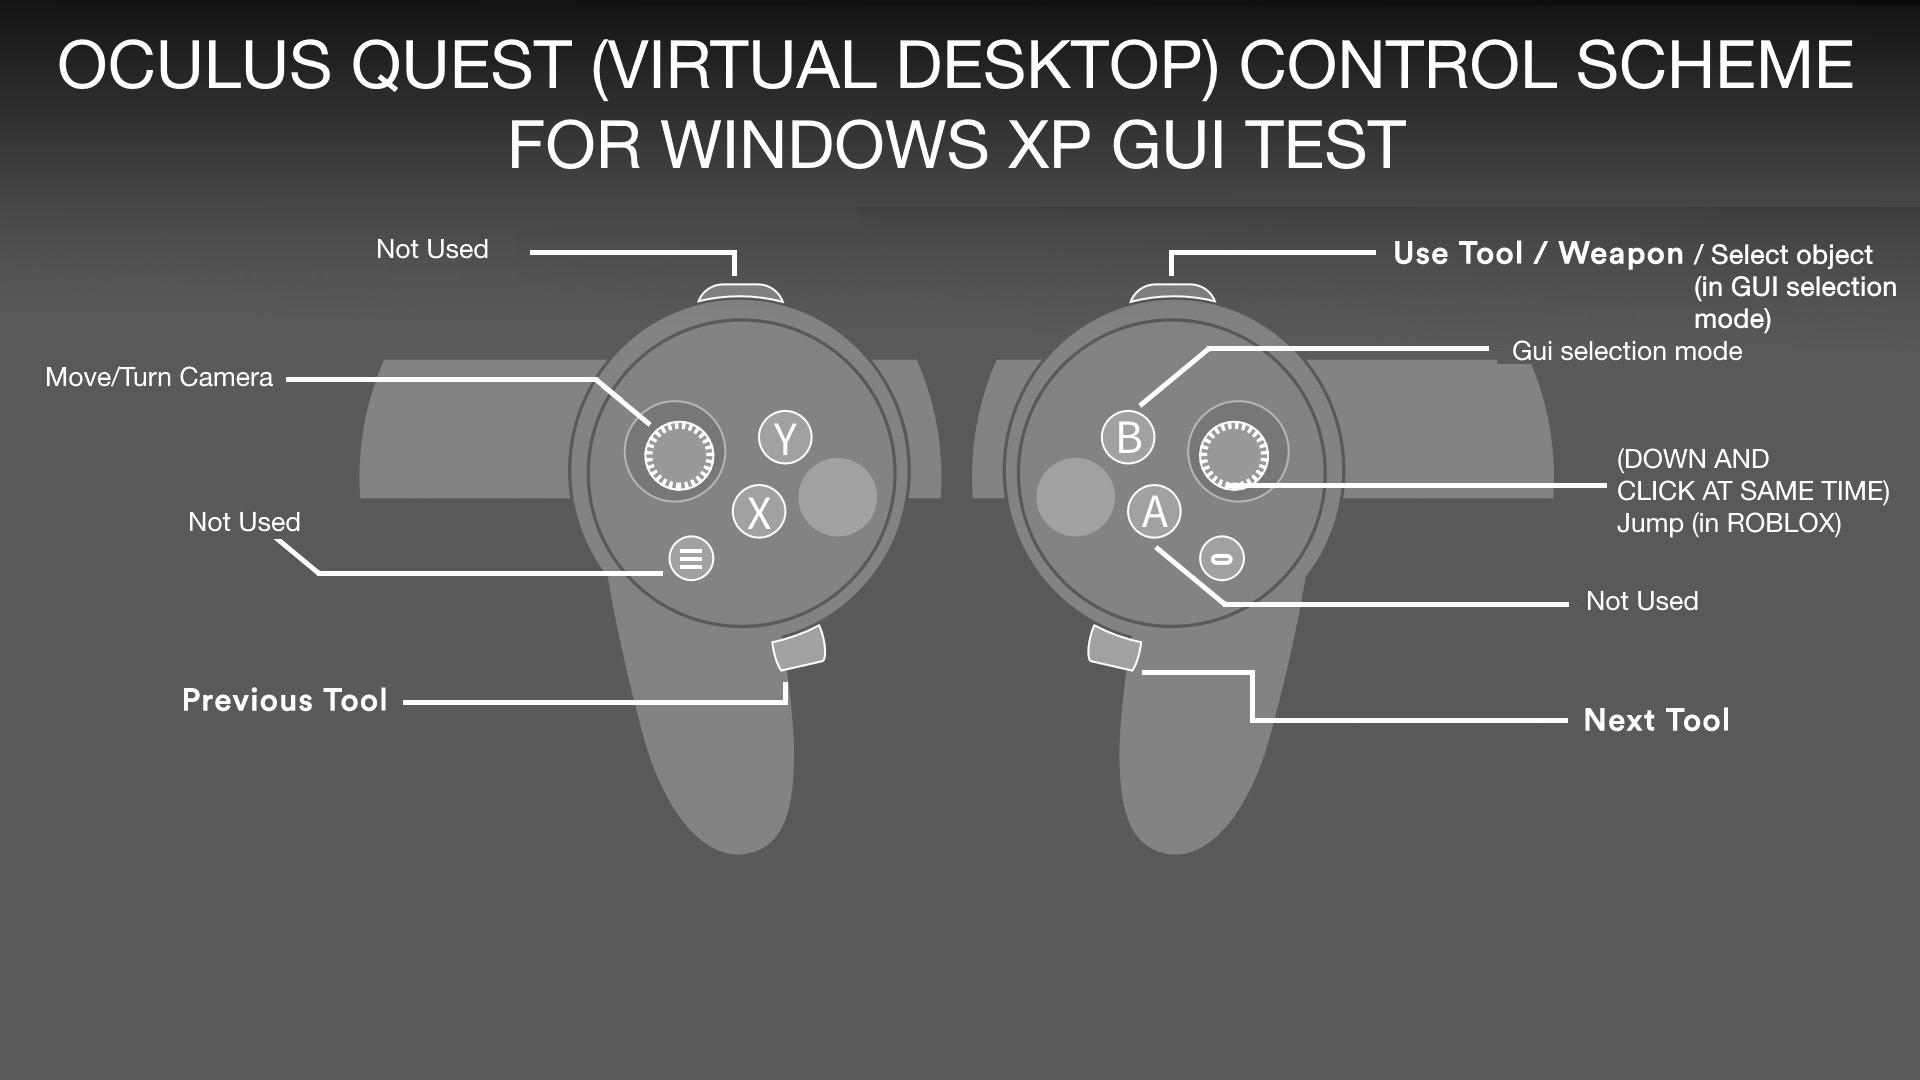 OCULUS QUEST (VIRTUAL DESKTOP) CONTROL SCHEME
FOR WINDOWS XP GUI TEST
Not Used
Use Tool / Weapon / Select object
(in GUI selection
mode)
Gui selection mode
Move/Turn Camera
Y
B
(DOWN AND
CLICK AT SAME TIME)
Jump (in ROBLOX)
X
A
Not Used
Not Used
Previous Tool
Next Tool